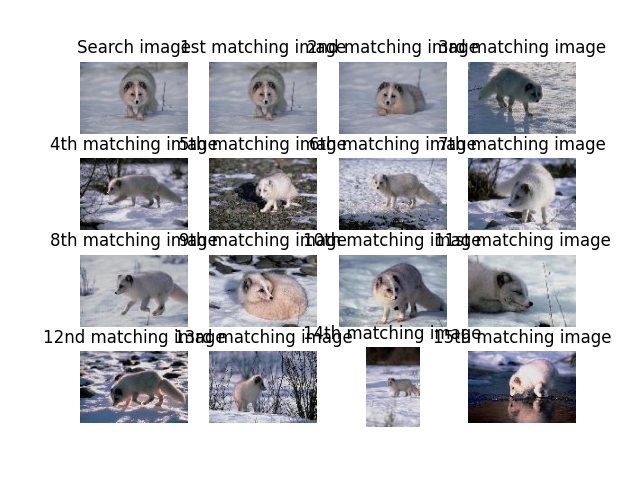 Search image 1st matching image 2nd matching image 3rd matching image
4th matching image 5th matching image 6th matching image 7th matching image
8th matching image 9th matching image 10th matching image 11st matching image
12nd matching image 13rd matching image 14th matching image 15th matching image